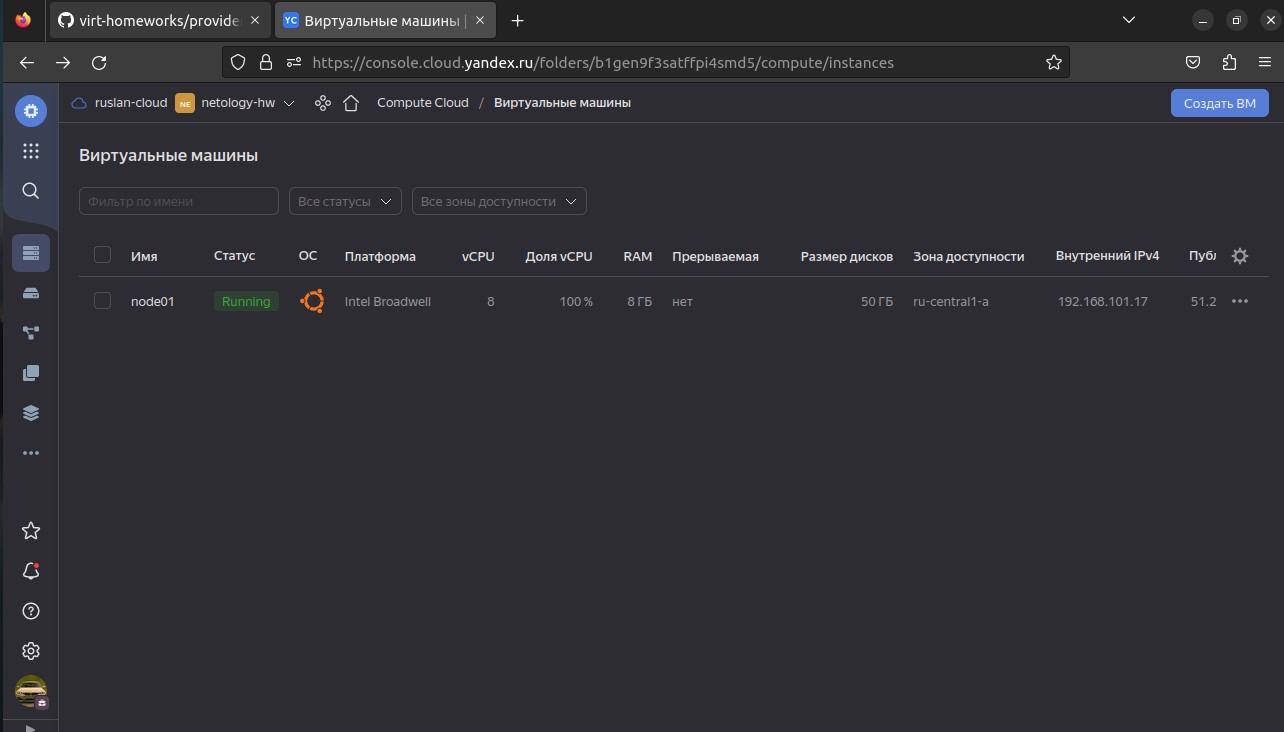 virt-homeworks/provide
YC Виртуальные машины |
https://console.cloud.yandex.ru/folders/b1gen9f3satffpi4smd5/compute/instances
ruslan-cloud NE netology-hw Compute Cloud / Виртуальные машины Создать ВМ
Виртуальные машины
Фильтр по имени Все статусы Все зоны доступности
Имя Статус ОС Платформа vCPU Доля vCPU RAM Прерываемая Размер дисков Зона доступности Внутренний IPv4 Публ
node01 Running Intel Broadwell 8 100 % 8 ГБ нет 50 ГБ ru-central1-a 192.168.101.17 51.2